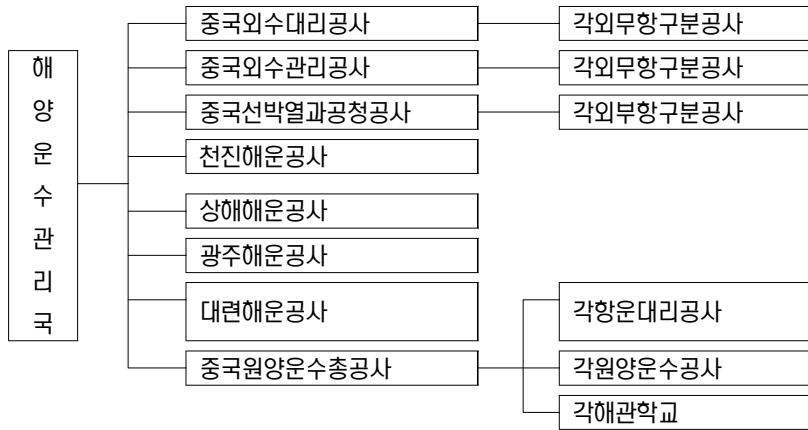 해
양
운
수
관
리
국
중국외수대리공사
각외무항구분공사
중국외수관리공사
각외무항구분공사
중국선박열과공청공사
각외부항구분공사
천진해운공사
상해해운공사
광주해운공사
대련해운공사
각항운대리공사
중국원양운수총공사
각원양운수공사
각해관학교